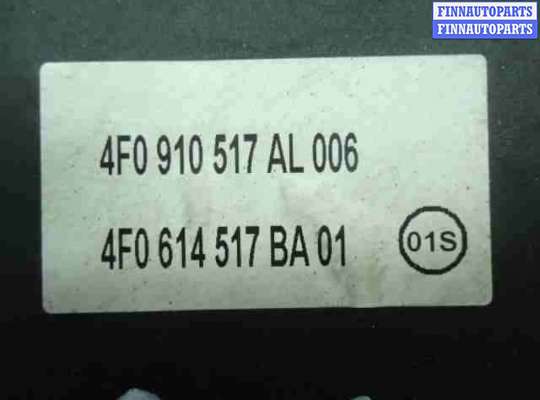 FINNAUTOPARTS
FINNAUTOPARTS
4F0 910 517 AL 006
4F0 614 517 BA 01
01S